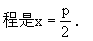 程是x = p/2.